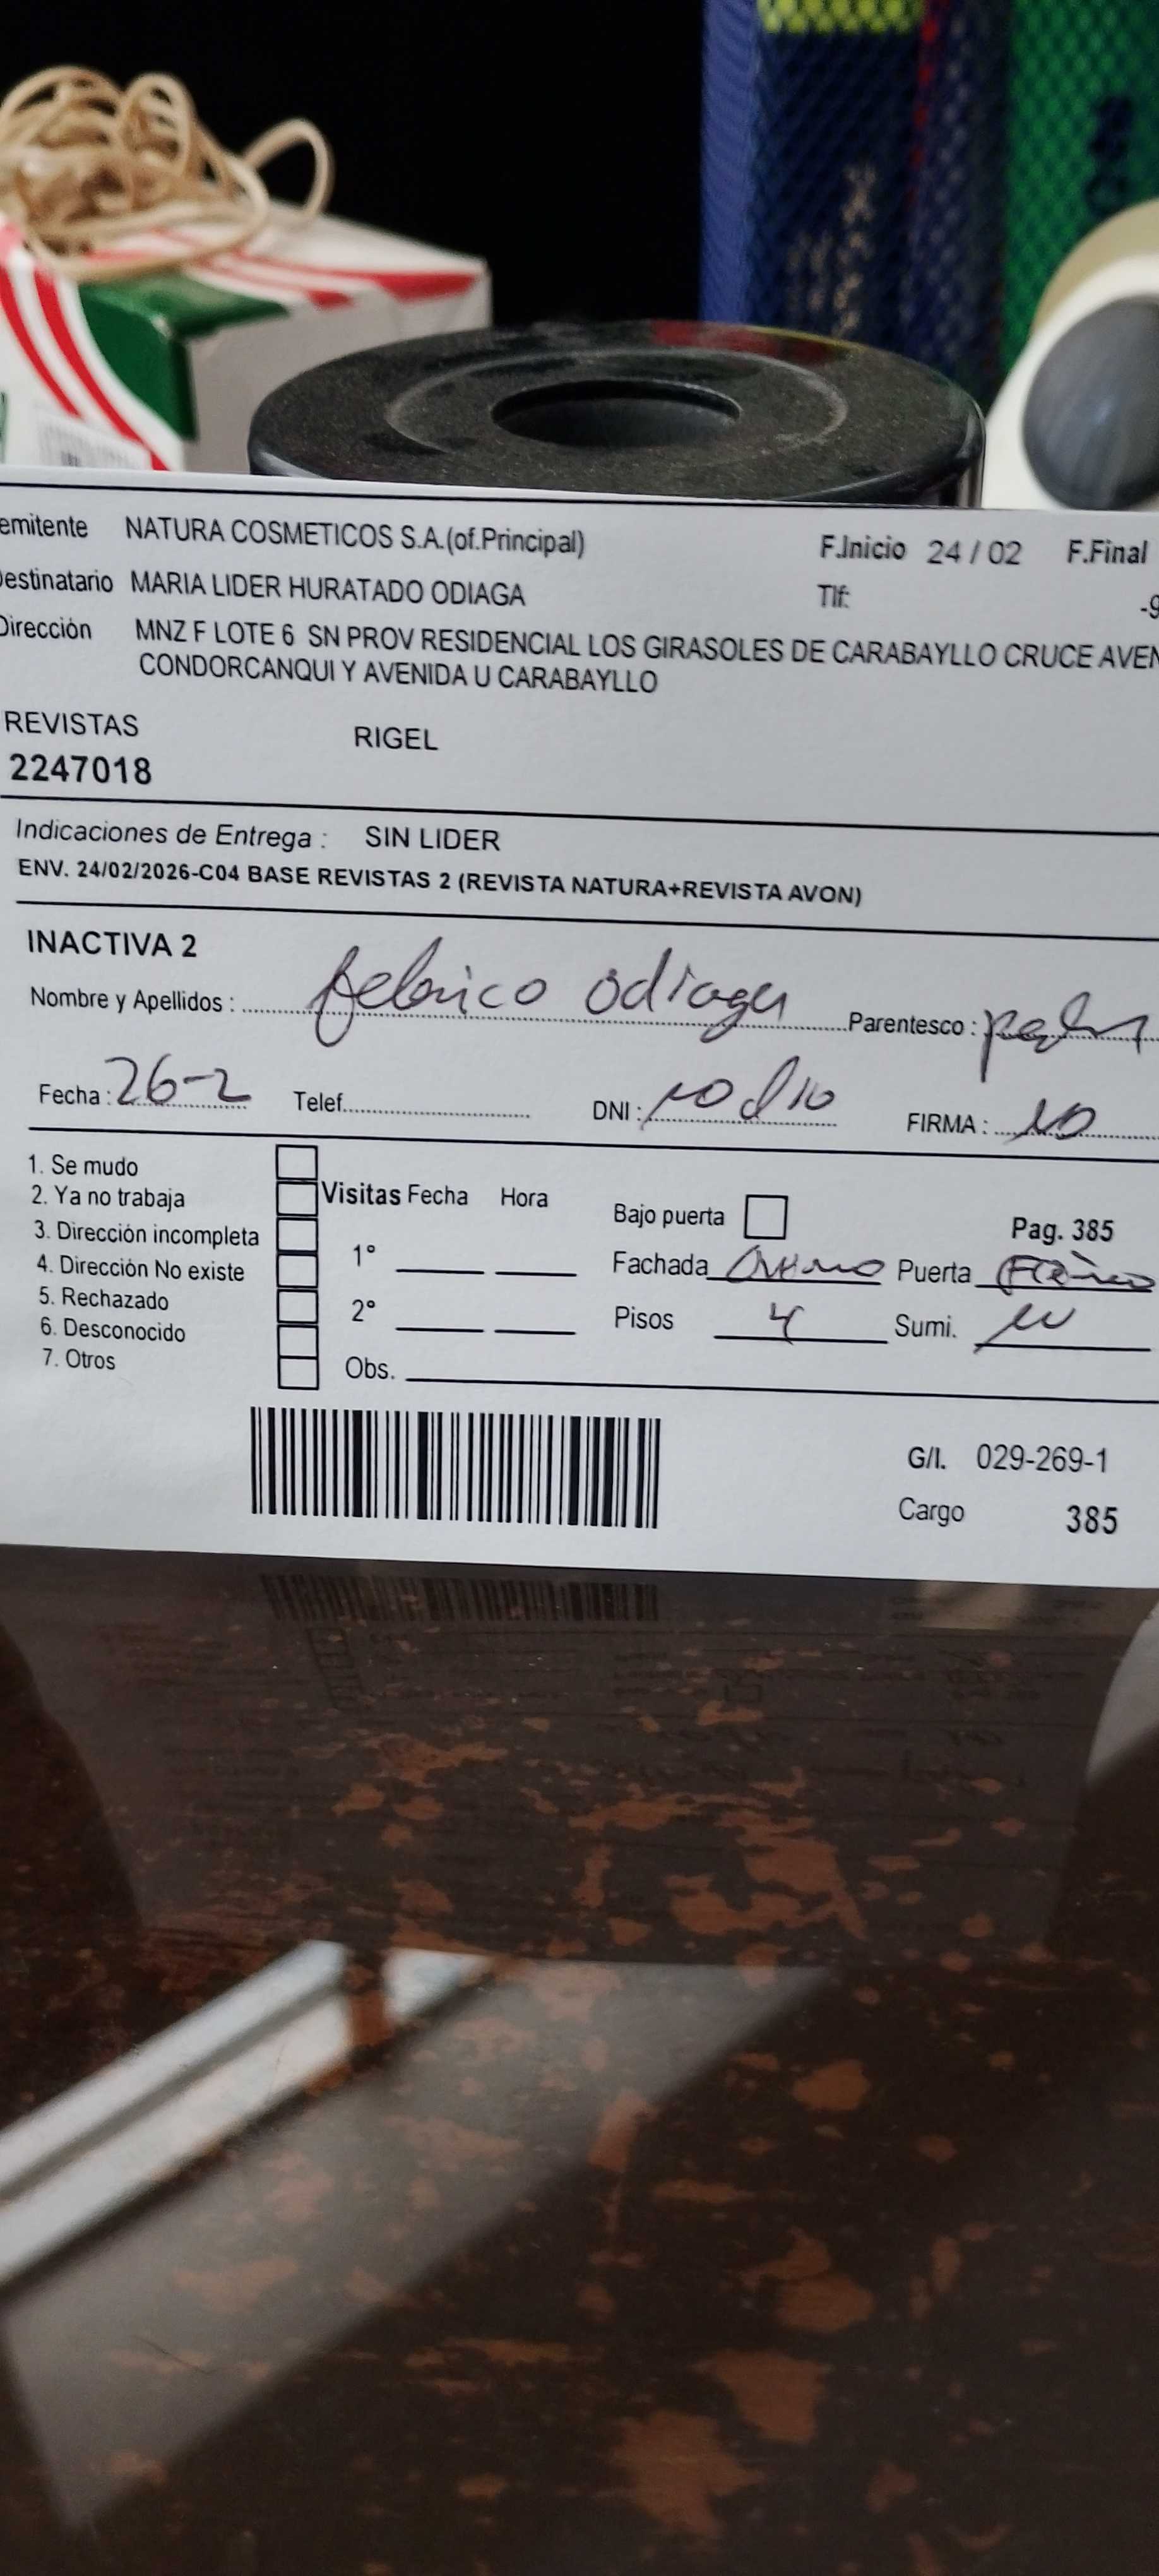 emitente NATURA COSMETICOS S.A.(of.Principal) F.Inicio 24 / 02 F.Final
Destinatario MARIA LIDER HURATADO ODIAGA Tlf: -9
Dirección MNZ F LOTE 6 SN PROV RESIDENCIAL LOS GIRASOLES DE CARABAYLLO CRUCE AVEN
CONDORCANQUI Y AVENIDA U CARABAYLLO
REVISTAS RIGEL
2247018
Indicaciones de Entrega : SIN LIDER
ENV. 24/02/2026-C04 BASE REVISTAS 2 (REVISTA NATURA+REVISTA AVON)
INACTIVA 2
Nombre y Apellidos : odiaga Parentesco :
Fecha : 26-2 Telef. DNI : no dio FIRMA : no
1. Se mudo
2. Ya no trabaja Visitas Fecha Hora Bajo puerta Pag. 385
3. Dirección incompleta 1° Fachada Puerta
4. Dirección No existe
5. Rechazado 2° Pisos 4 Sumi.
6. Desconocido
7. Otros Obs.
G/I. 029-269-1
Cargo 385